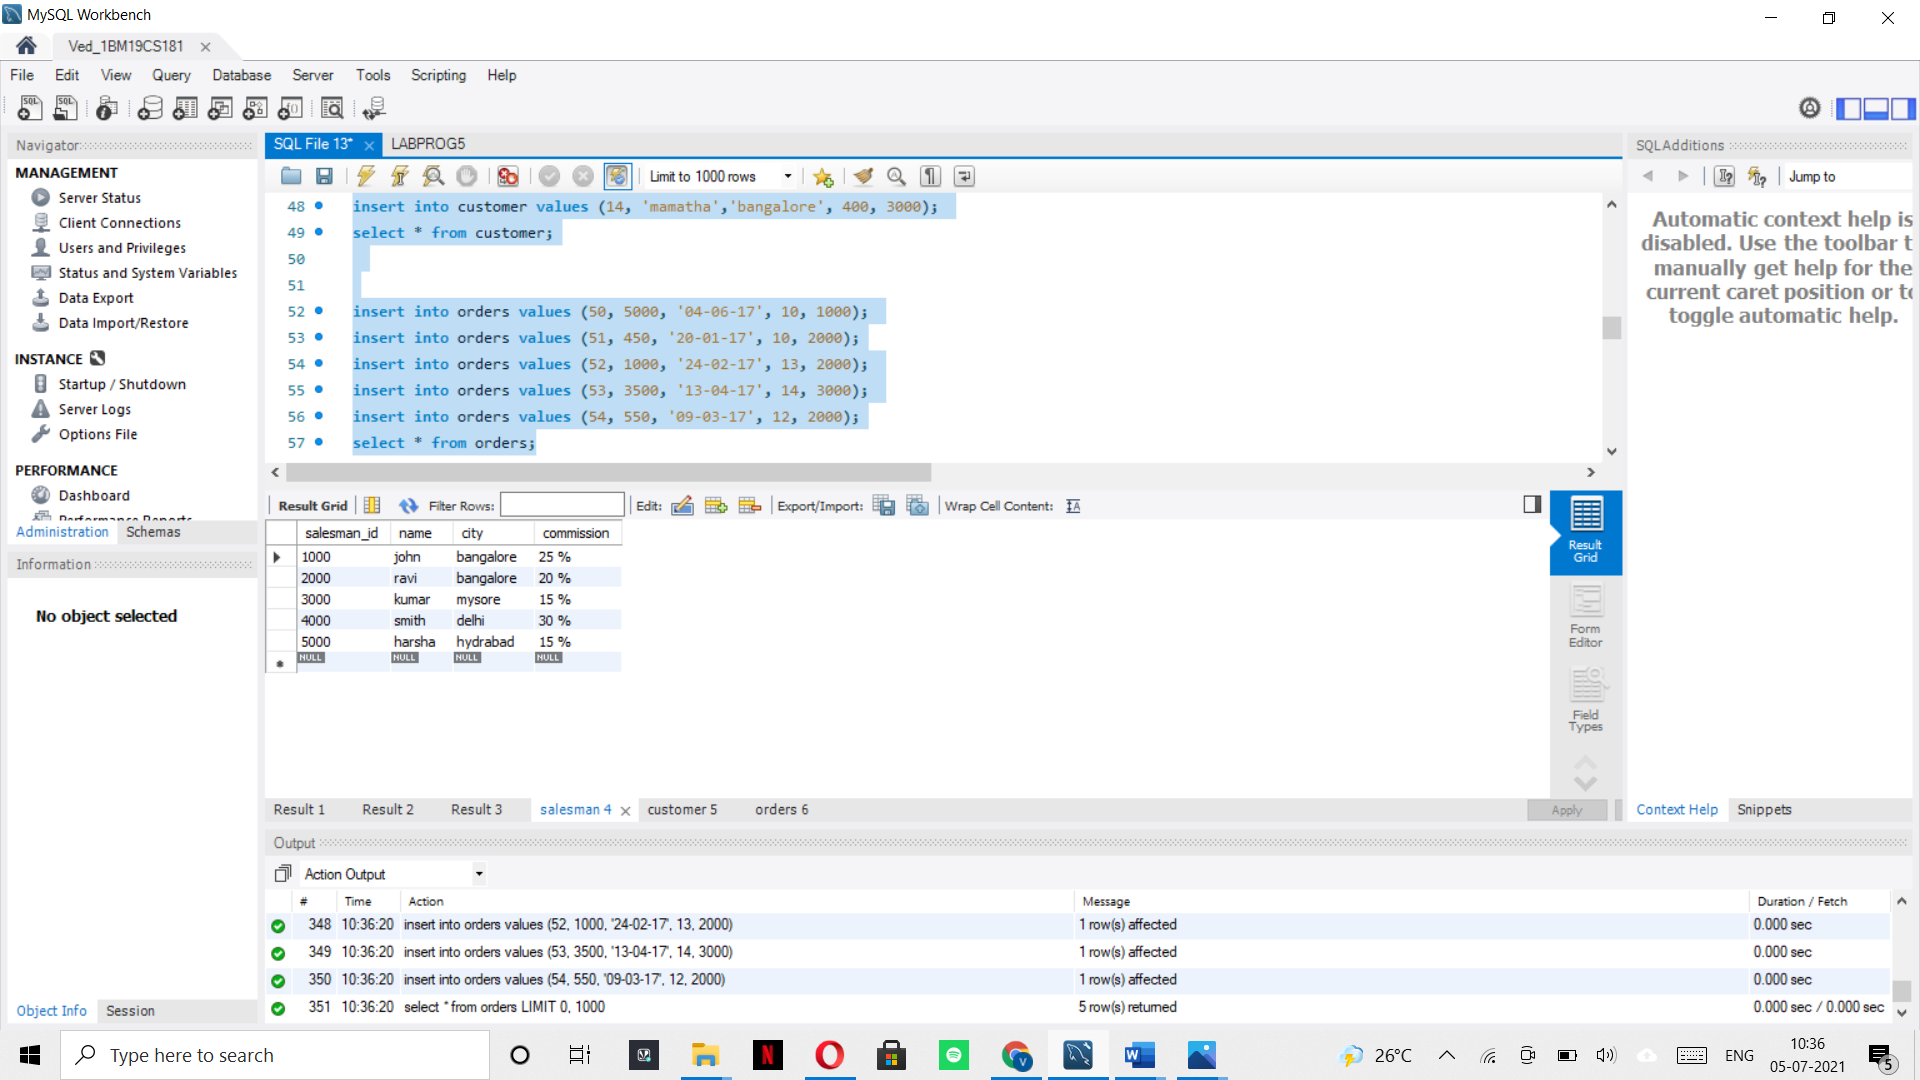 MySQL Workbench
Ved_1BM19CS181
File Edit View Query Database Server Tools Scripting Help
Navigator
MANAGEMENT
Server Status
Client Connections
Users and Privileges
Status and System Variables
Data Export
Data Import/Restore
INSTANCE
Startup / Shutdown
Server Logs
Options File
PERFORMANCE
Dashboard
Performance Reports
Administration Schemas
Information
No object selected
Object Info Session
SQL File 13* LABPROG5
Limit to 1000 rows
48 insert into customer values (14, 'mamatha','bangalore', 400, 3000);
49 select * from customer;
50
51
52 insert into orders values (50, 5000, '04-06-17', 10, 1000);
53 insert into orders values (51, 450, '20-01-17', 10, 2000);
54 insert into orders values (52, 1000, '24-02-17', 13, 2000);
55 insert into orders values (53, 3500, '13-04-17', 14, 3000);
56 insert into orders values (54, 550, '09-03-17', 12, 2000);
57 select * from orders;
Result Grid Filter Rows: Edit: Export/Import: Wrap Cell Content:
salesman_id name city commission
1000 john bangalore 25 %
2000 ravi bangalore 20 %
3000 kumar mysore 15 %
4000 smith delhi 30 %
5000 harsha hydrabad 15 %
NULL NULL NULL NULL
Result
Grid
Form
Editor
Field
Types
Result 1 Result 2 Result 3 salesman 4 customer 5 orders 6
Apply
Output
Action Output
# Time Action Message Duration / Fetch
348 10:36:20 insert into orders values (52, 1000, '24-02-17', 13, 2000) 1 row(s) affected 0.000 sec
349 10:36:20 insert into orders values (53, 3500, '13-04-17', 14, 3000) 1 row(s) affected 0.000 sec
350 10:36:20 insert into orders values (54, 550, '09-03-17', 12, 2000) 1 row(s) affected 0.000 sec
351 10:36:20 select * from orders LIMIT 0, 1000 5 row(s) returned 0.000 sec / 0.000 sec
SQLAdditions
Jump to
Automatic context help is
disabled. Use the toolbar t
manually get help for the
current caret position or to
toggle automatic help.
Context Help Snippets
Type here to search
26°C
ENG
10:36
05-07-2021
5